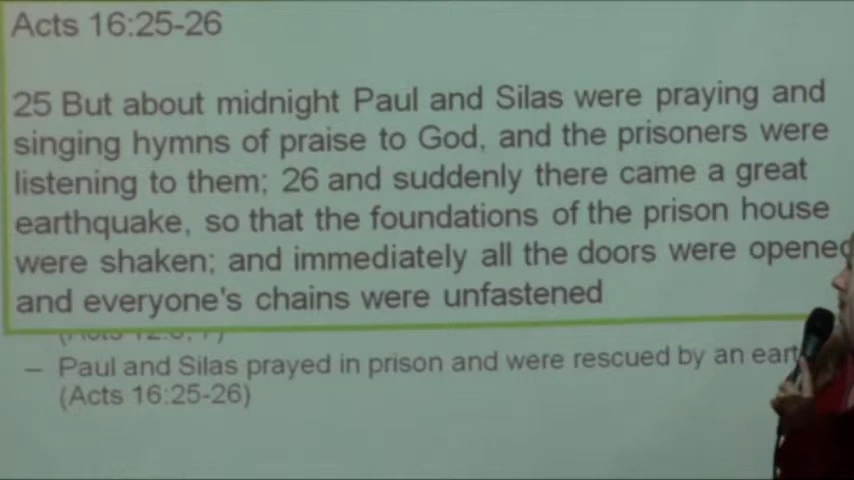 Acts 16:25-26
25 But about midnight Paul and Silas were praying and
singing hymns of praise to God, and the prisoners were
listening to them; 26 and suddenly there came a great
earthquake, so that the foundations of the prison house
were shaken; and immediately all the doors were opened
and everyone's chains were unfastened
– Paul and Silas prayed in prison and were rescued by an eart
(Acts 16:25-26)